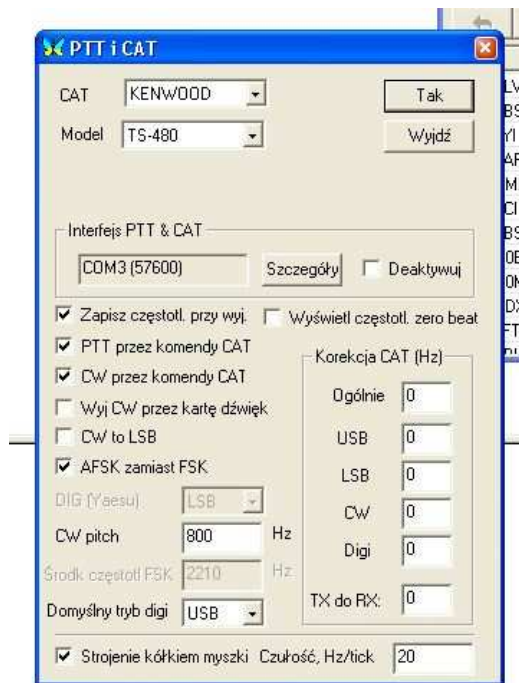 PTT i CAT
CAT KENWOOD Tak
Model TS-480 Wyjdź
Interfejs PTT & CAT
COM3 (57600) Szczegóły Deaktywuj
Zapisz częstotl. przy wyj. Wyświetl częstotl. zero beat
PTT przez komendy CAT
CW przez komendy CAT
Wyj CW przez kartę dźwięk
CW to LSB
AFSK zamiast FSK
DIG (Yaesu) LSB
CW pitch 800 Hz
Środk częstotl FSK 2210 Hz
Domyślny tryb digi USB
Korekcja CAT (Hz)
Ogólnie 0
USB 0
LSB 0
CW 0
Digi 0
TX do RX: 0
Strojenie kółkiem myszki Czułość, Hz/tick 20